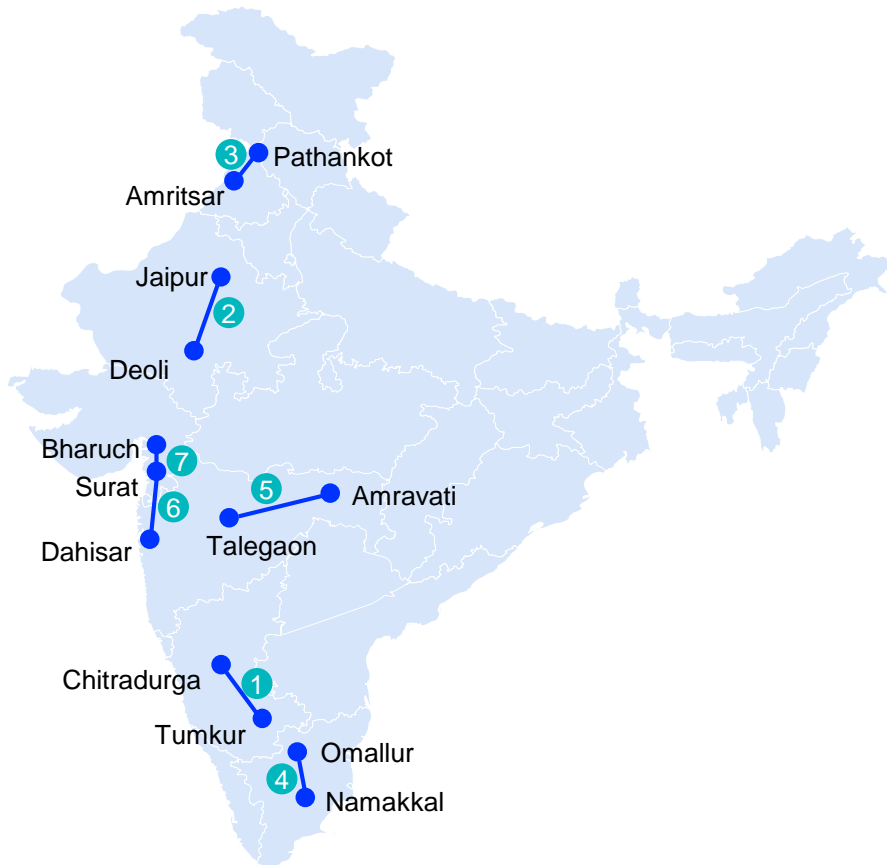 3
Pathankot
Amritsar
Jaipur
2
Deoli
Bharuch
7
Surat
5
Amravati
6
Talegaon
Dahisar
Chitradurga
1
Tumkur
Omallur
4
Namakkal